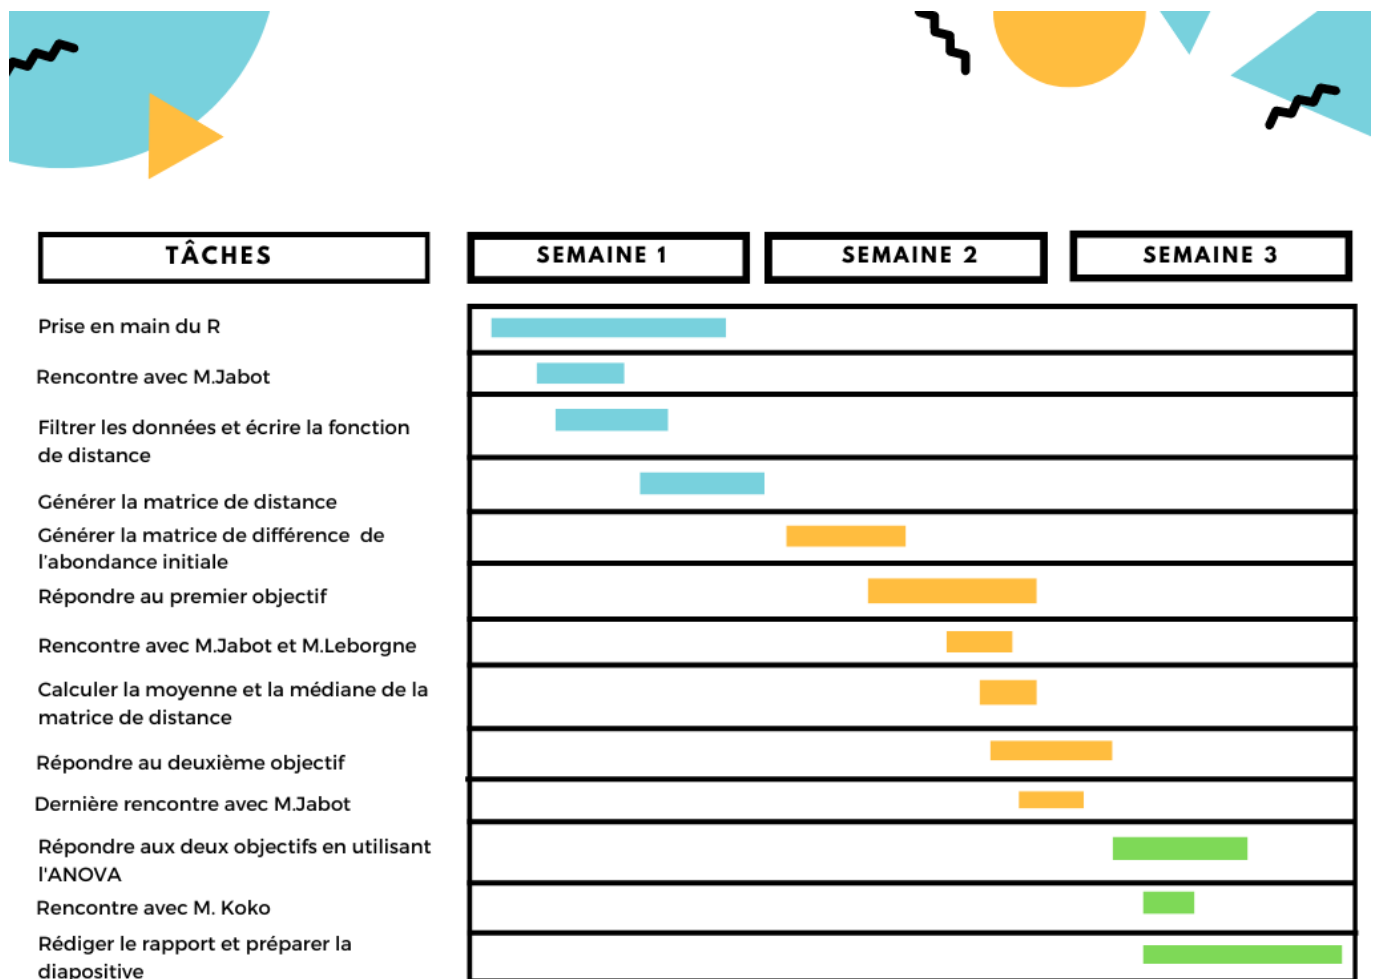 TÂCHES
SEMAINE 1
SEMAINE 2
SEMAINE 3
Prise en main du R
Rencontre avec M.Jabot
Filtrer les données et écrire la fonction
de distance
Générer la matrice de distance
Générer la matrice de différence de
l'abondance initiale
Répondre au premier objectif
Rencontre avec M.Jabot et M.Leborgne
Calculer la moyenne et la médiane de la
matrice de distance
Répondre au deuxième objectif
Dernière rencontre avec M.Jabot
Répondre aux deux objectifs en utilisant
l'ANOVA
Rencontre avec M. Koko
Rédiger le rapport et préparer la
diapositive